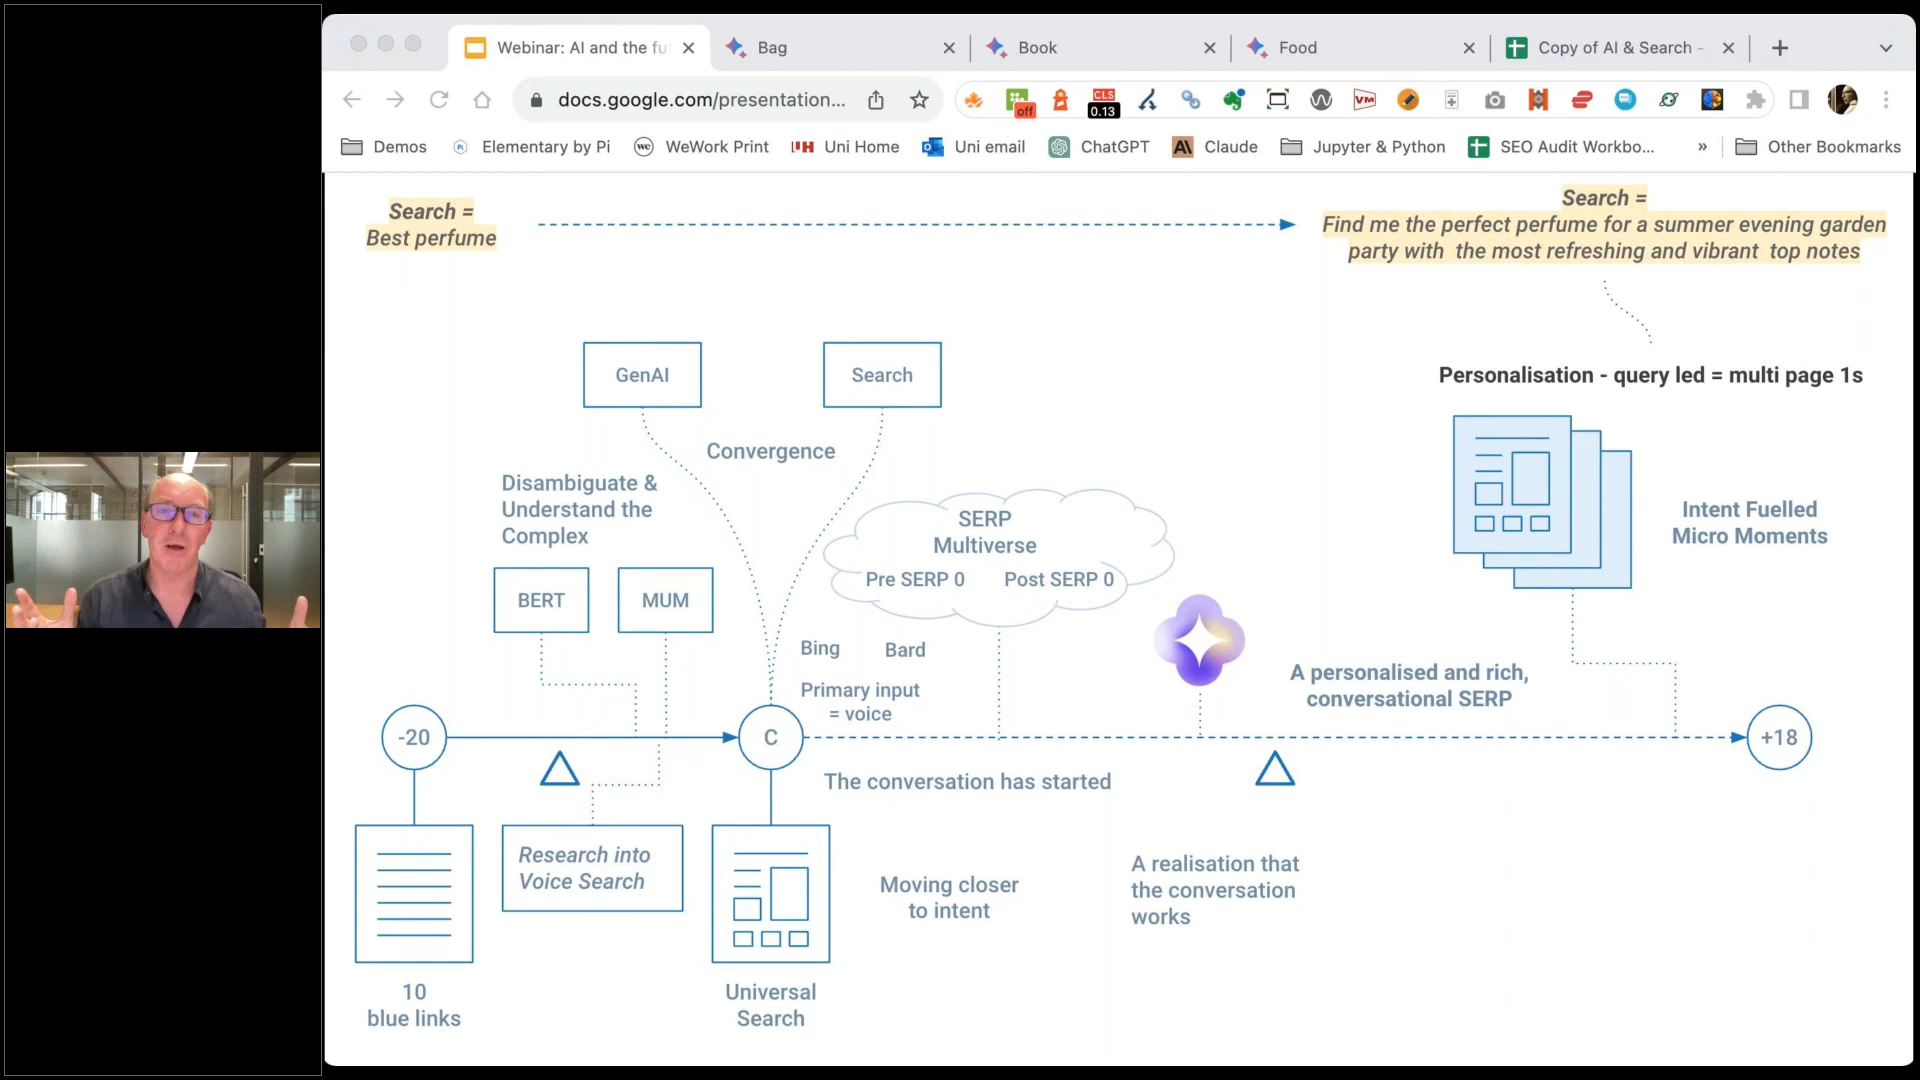 Webinar: AI and the fu
Bag
Book
Food
Copy of AI & Search -
docs.google.com/presentation...
off
CLS
0.13
VM
Demos
Elementary by Pi
WeWork Print
Uni Home
Uni email
ChatGPT
Claude
Jupyter & Python
SEO Audit Workbo...
»
Other Bookmarks
Search =
Best perfume
Search =
Find me the perfect perfume for a summer evening garden
party with the most refreshing and vibrant top notes
GenAI
Search
Personalisation - query led = multi page 1s
Convergence
Disambiguate &
Understand the
Complex
SERP
Multiverse
Pre SERP 0
Post SERP 0
Intent Fuelled
Micro Moments
BERT
MUM
Bing
Bard
Primary input
= voice
A personalised and rich,
conversational SERP
-20
C
+18
The conversation has started
Research into
Voice Search
Moving closer
to intent
A realisation that
the conversation
works
10
blue links
Universal
Search